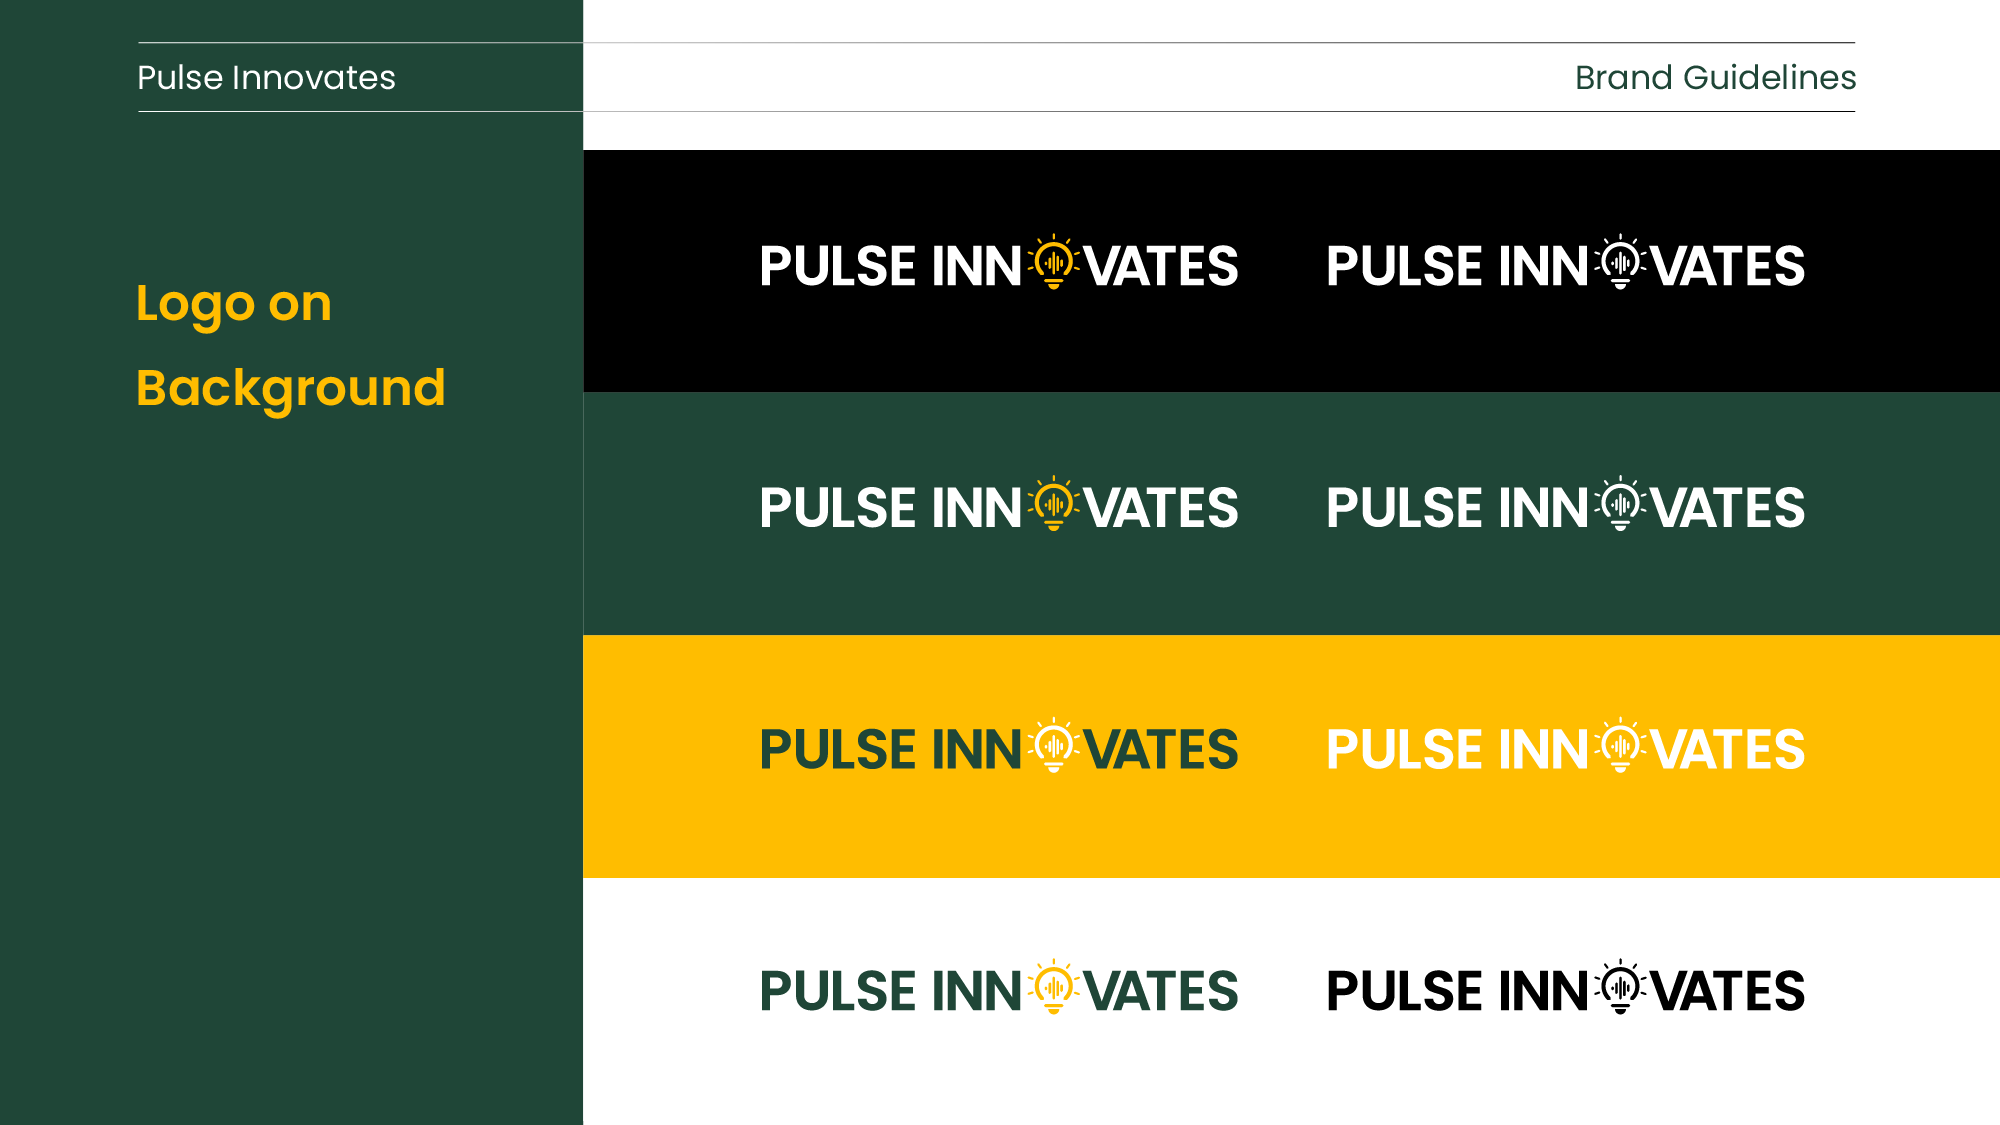 Pulse Innovates
Brand Guidelines
Logo on
Background
PULSE INNOVATES PULSE INNOVATES
PULSE INNOVATES PULSE INNOVATES
PULSE INNOVATES PULSE INNOVATES
PULSE INNOVATES PULSE INNOVATES